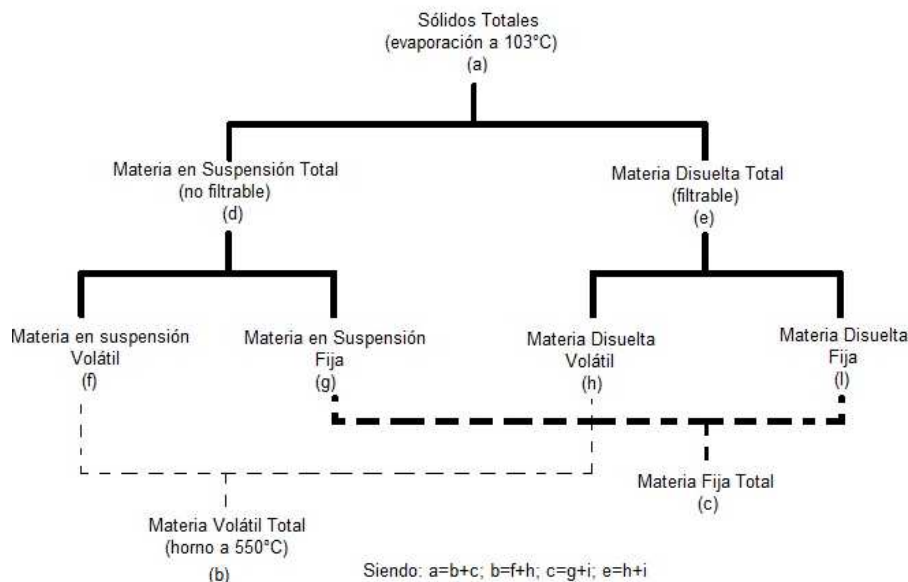 Sólidos Totales
(evaporación a 103°C)
(a)
Materia en Suspensión Total
(no filtrable)
(d)
Materia Disuelta Total
(filtrable)
(e)
Materia en suspensión
Volátil
(f)
Materia en Suspensión
Fija
(g)
Materia Disuelta
Volátil
(h)
Materia Disuelta
Fija
(I)
Materia Fija Total
(c)
Materia Volátil Total
(horno a 550°C)
(b)
Siendo: a=b+c; b=f+h; c=g+i; e=h+i